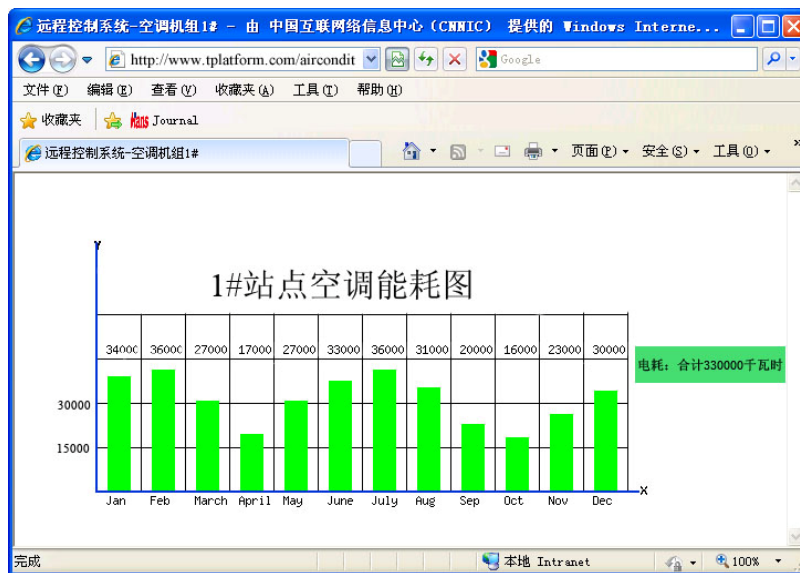 远程控制系统-空调机组1# - 由 中国互联网络信息中心（CNNIC） 提供的 Windows Interne...
http://www.tplatform.com/aircondit
Google
文件(F) 编辑(E) 查看(V) 收藏夹(A) 工具(T) 帮助(H)
收藏夹 Hans Journal
远程控制系统-空调机组1# 页面(P) 安全(S) 工具(O) »
Y
1#站点空调能耗图
34000 36000 27000 17000 27000 33000 36000 31000 20000 16000 23000 30000
电耗：合计330000千瓦时
30000
15000
X
Jan Feb March April May June July Aug Sep Oct Nov Dec
完成 本地 Intranet 100%